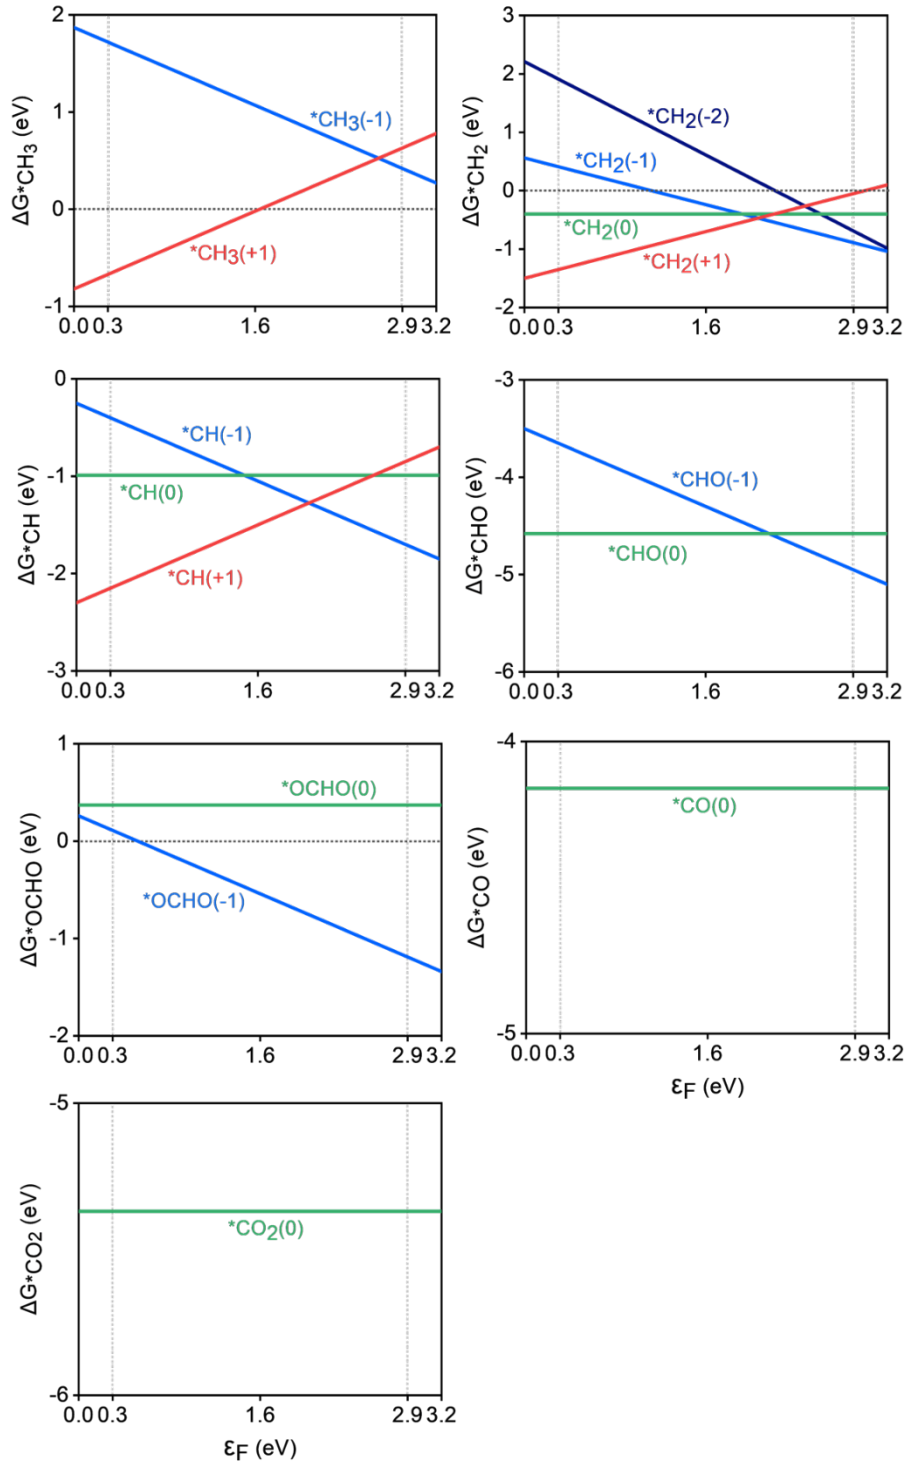 2
1
0
-1
ΔG*CH₃ (eV)
*CH₃(-1)
*CH₃(+1)
0.0 0.3 1.6 2.9 3.2
3
2
1
0
-1
-2
ΔG*CH₂ (eV)
*CH₂(-2)
*CH₂(-1)
*CH₂(0)
*CH₂(+1)
0.0 0.3 1.6 2.9 3.2
0
-1
-2
-3
ΔG*CH (eV)
*CH(-1)
*CH(0)
*CH(+1)
0.0 0.3 1.6 2.9 3.2
-3
-4
-5
-6
ΔG*CHO (eV)
*CHO(-1)
*CHO(0)
0.0 0.3 1.6 2.9 3.2
1
0
-1
-2
ΔG*OCHO (eV)
*OCHO(0)
*OCHO(-1)
0.0 0.3 1.6 2.9 3.2
-4
-5
ΔG*CO (eV)
*CO(0)
0.0 0.3 1.6 2.9 3.2
ε_F (eV)
-5
-6
ΔG*CO₂ (eV)
*CO₂(0)
0.0 0.3 1.6 2.9 3.2
ε_F (eV)